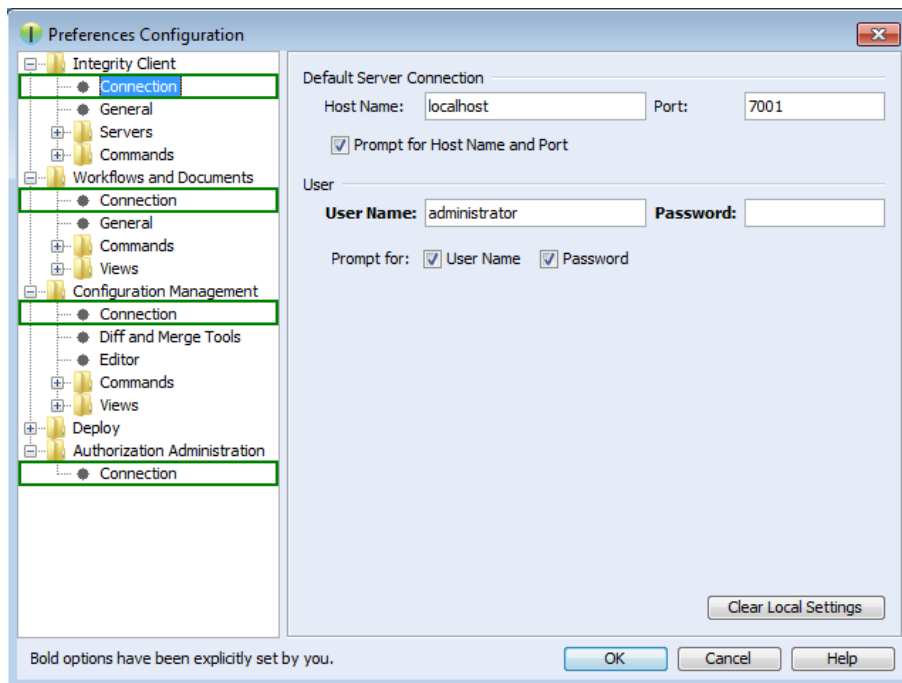 Preferences Configuration
Integrity Client
Connection
General
Servers
Commands
Workflows and Documents
Connection
General
Commands
Views
Configuration Management
Connection
Diff and Merge Tools
Editor
Commands
Views
Deploy
Authorization Administration
Connection
Default Server Connection
Host Name: localhost Port: 7001
Prompt for Host Name and Port
User
User Name: administrator Password:
Prompt for: User Name Password
Clear Local Settings
Bold options have been explicitly set by you. OK Cancel Help